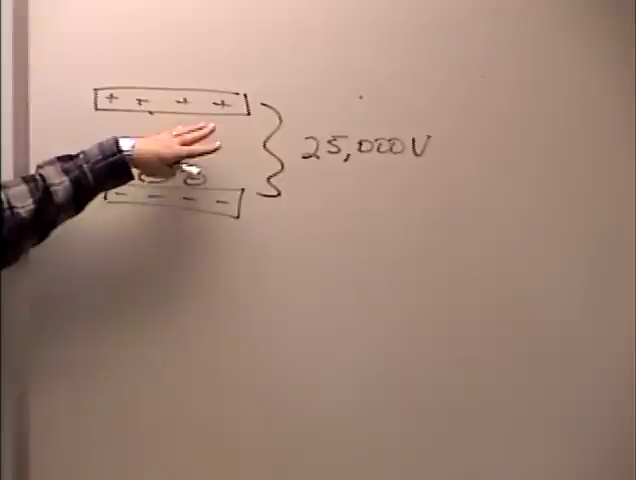 + + + +
25,000V
- - - -